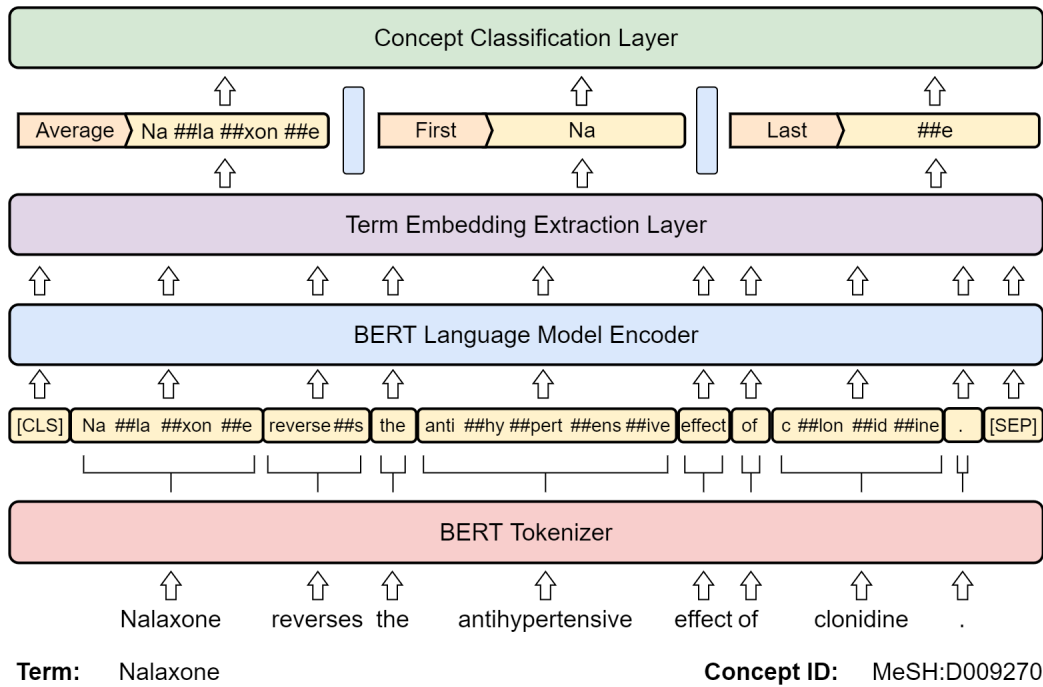 Concept Classification Layer
Average Na ##la ##xon ##e First Na Last ##e
Term Embedding Extraction Layer
BERT Language Model Encoder
[CLS] Na ##la ##xon ##e reverse ##s the anti ##hy ##pert ##ens ##ive effect of c ##lon ##id ##ine . [SEP]
BERT Tokenizer
Nalaxone reverses the antihypertensive effect of clonidine .
Term: Nalaxone Concept ID: MeSH:D009270